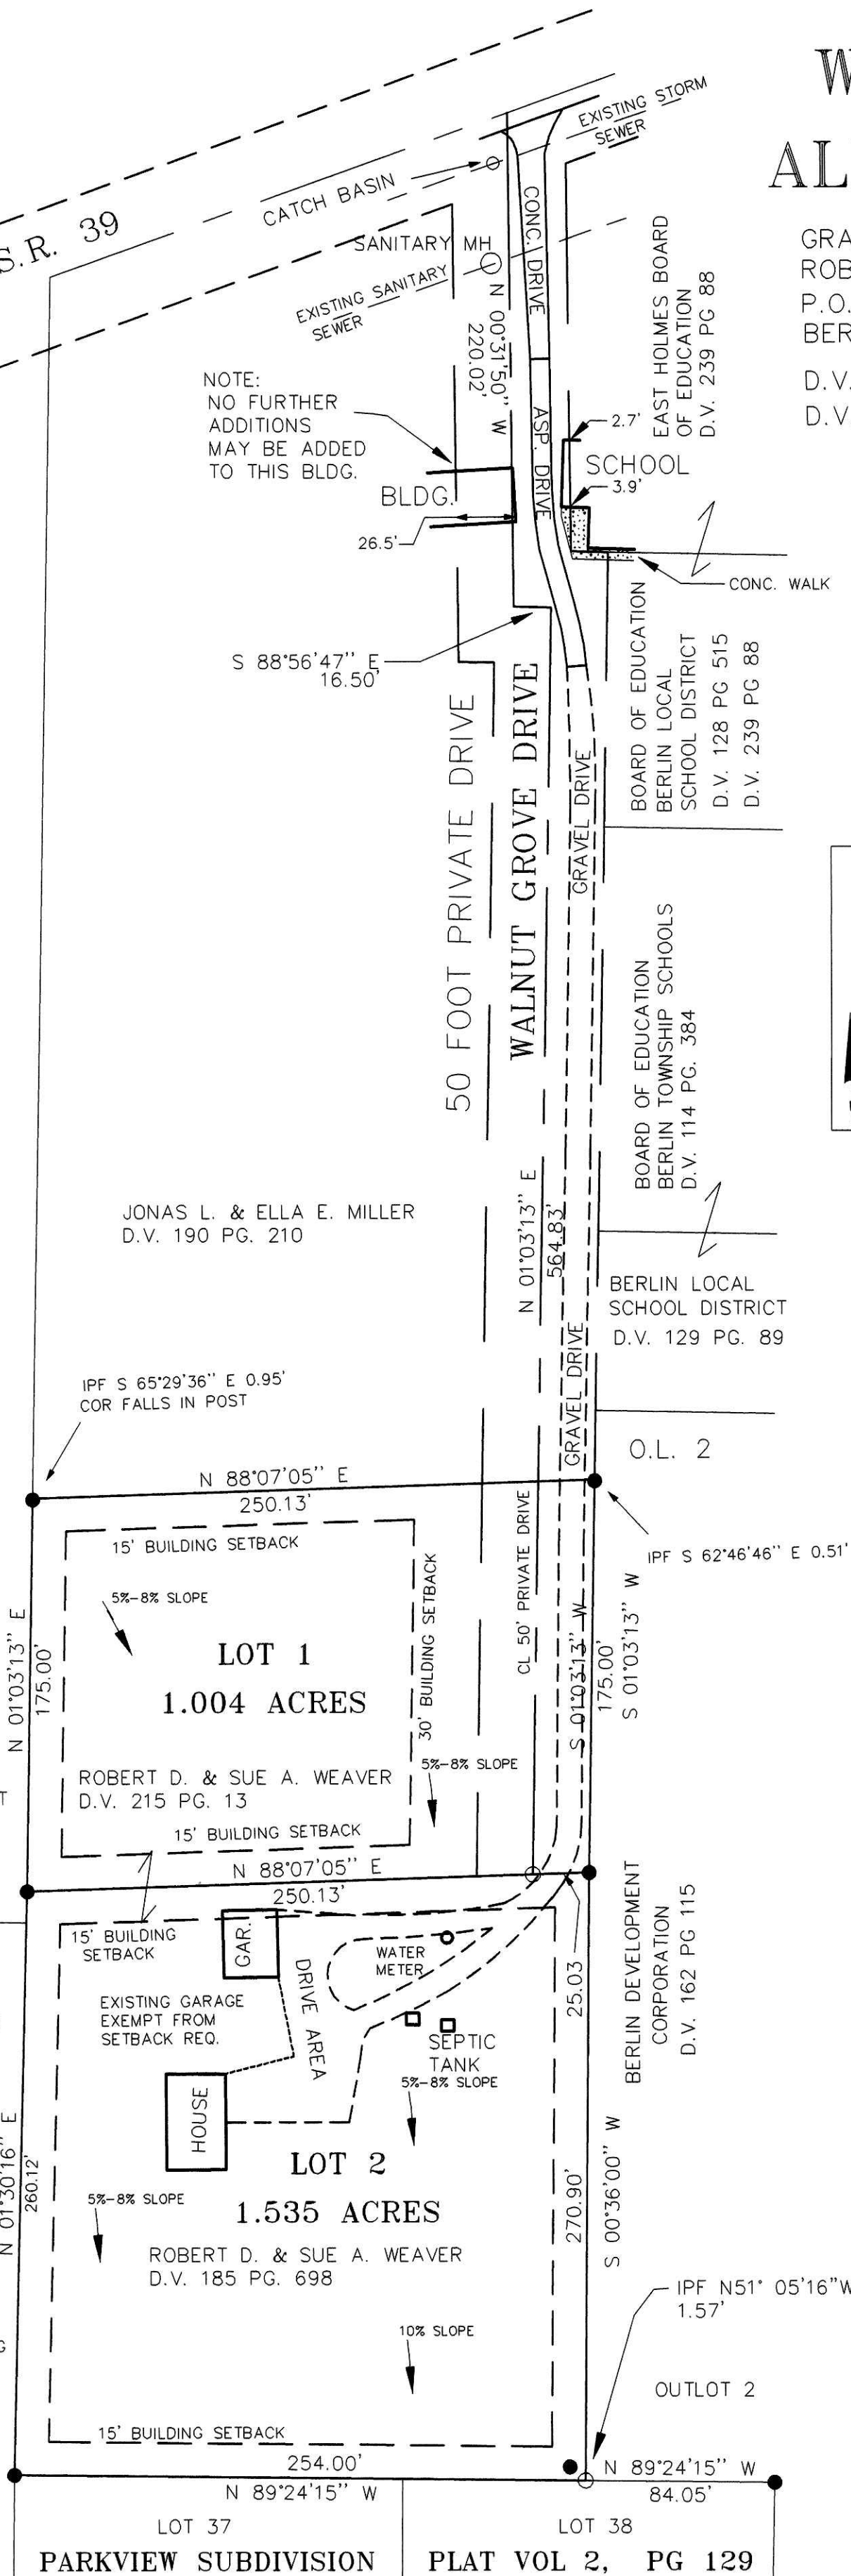 W
AL
GRA
ROB
P.O.
BER
D.V.
D.V
S.R. 39
CATCH BASIN
EXISTING STORM
SEWER
SANITARY MH
EXISTING SANITARY
SEWER
CONC. DRIVE
N 00°31'50" W
220.02'
ASP. DRIVE
EAST HOLMES BOARD
OF EDUCATION
D.V. 239 PG 88
NOTE:
NO FURTHER
ADDITIONS
MAY BE ADDED
TO THIS BLDG.
BLDG.
26.5'
2.7'
SCHOOL
3.9'
CONC. WALK
S 88°56'47" E
16.50'
BOARD OF EDUCATION
BERLIN LOCAL
SCHOOL DISTRICT
D.V. 128 PG 515
D.V. 239 PG 88
50 FOOT PRIVATE DRIVE
WALNUT GROVE DRIVE
GRAVEL DRIVE
BOARD OF EDUCATION
BERLIN TOWNSHIP SCHOOLS
D.V. 114 PG. 384
JONAS L. & ELLA E. MILLER
D.V. 190 PG. 210
N 01°03'13" E
564.83'
BERLIN LOCAL
SCHOOL DISTRICT
D.V. 129 PG. 89
GRAVEL DRIVE
IPF S 65°29'36" E 0.95'
COR FALLS IN POST
O.L. 2
N 88°07'05" E
250.13'
IPF S 62°46'46" E 0.51'
15' BUILDING SETBACK
5%-8% SLOPE
30' BUILDING SETBACK
CL 50' PRIVATE DRIVE
N 01°03'13" E
175.00'
LOT 1
1.004 ACRES
S 01°03'13" W
175.00'
S 01°03'13" W
ROBERT D. & SUE A. WEAVER
D.V. 215 PG. 13
5%-8% SLOPE
T
15' BUILDING SETBACK
N 88°07'05" E
250.13'
15' BUILDING
SETBACK
GAR.
WATER
METER
25.03
BERLIN DEVELOPMENT
CORPORATION
D.V. 162 PG 115
EXISTING GARAGE
EXEMPT FROM
SETBACK REQ.
DRIVE AREA
SEPTIC
TANK
5%-8% SLOPE
HOUSE
N 01°30'16" E
260.12'
LOT 2
1.535 ACRES
5%-8% SLOPE
270.90'
S 00°36'00" W
ROBERT D. & SUE A. WEAVER
D.V. 185 PG. 698
IPF N51° 05'16"W
1.57'
G
10% SLOPE
OUTLOT 2
15' BUILDING SETBACK
254.00'
N 89°24'15" W
N 89°24'15" W
84.05'
LOT 37
LOT 38
PARKVIEW SUBDIVISION
PLAT VOL 2, PG 129